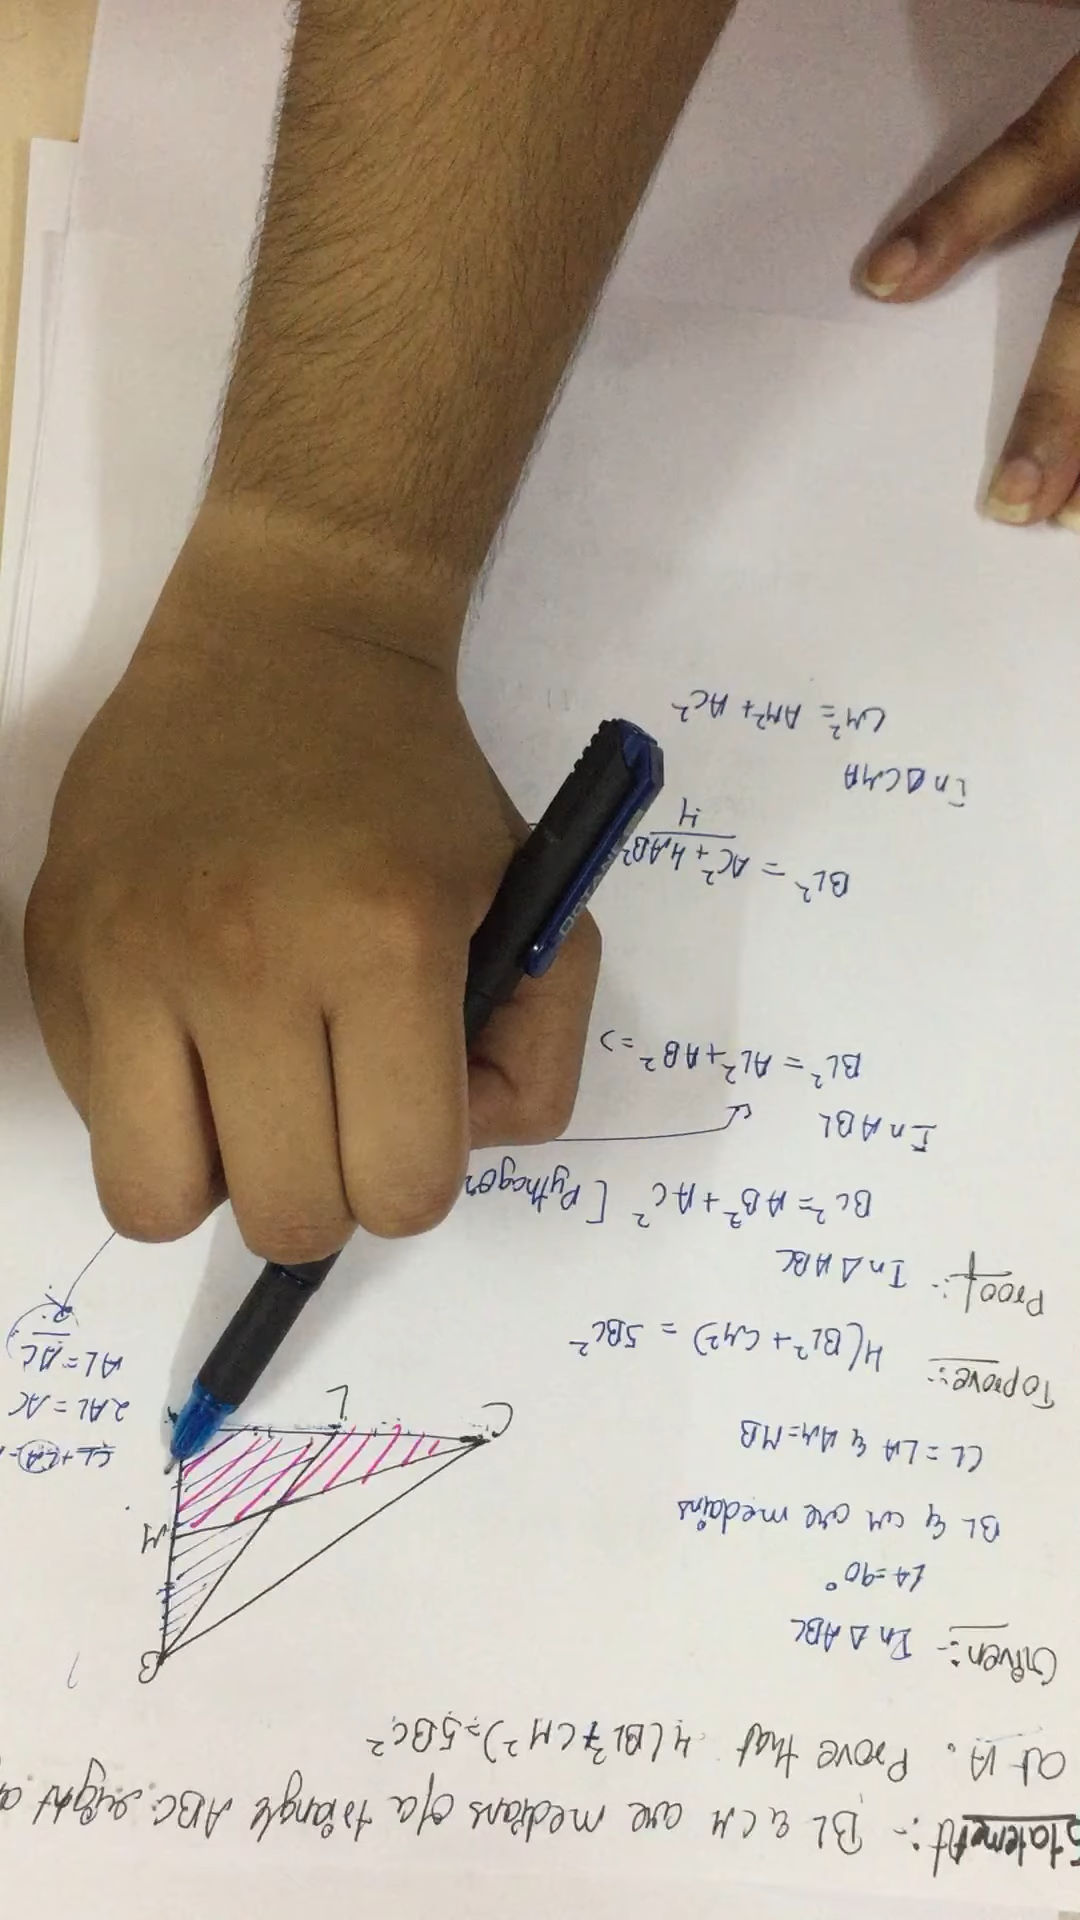 Statement :- BL & CM are medians of a triangle ABC right
at A. Prove that 4(BL²+CM²)=5BC²
Given :- In Δ ABC
∠A=90°
BL & CM are medains
CL = LA & AM=MB
To prove :- 4(BL²+CM²) = 5BC²
Proof :- In Δ ABC
BC²=AB²+AC² [Pythagor
In ABL
BL² = AL²+AB² =>
BL² = AC²+4AB²
4
In Δ CMA
CM² = AM²+AC²
B
M
L
C
2AL = AC
AL = AC
2